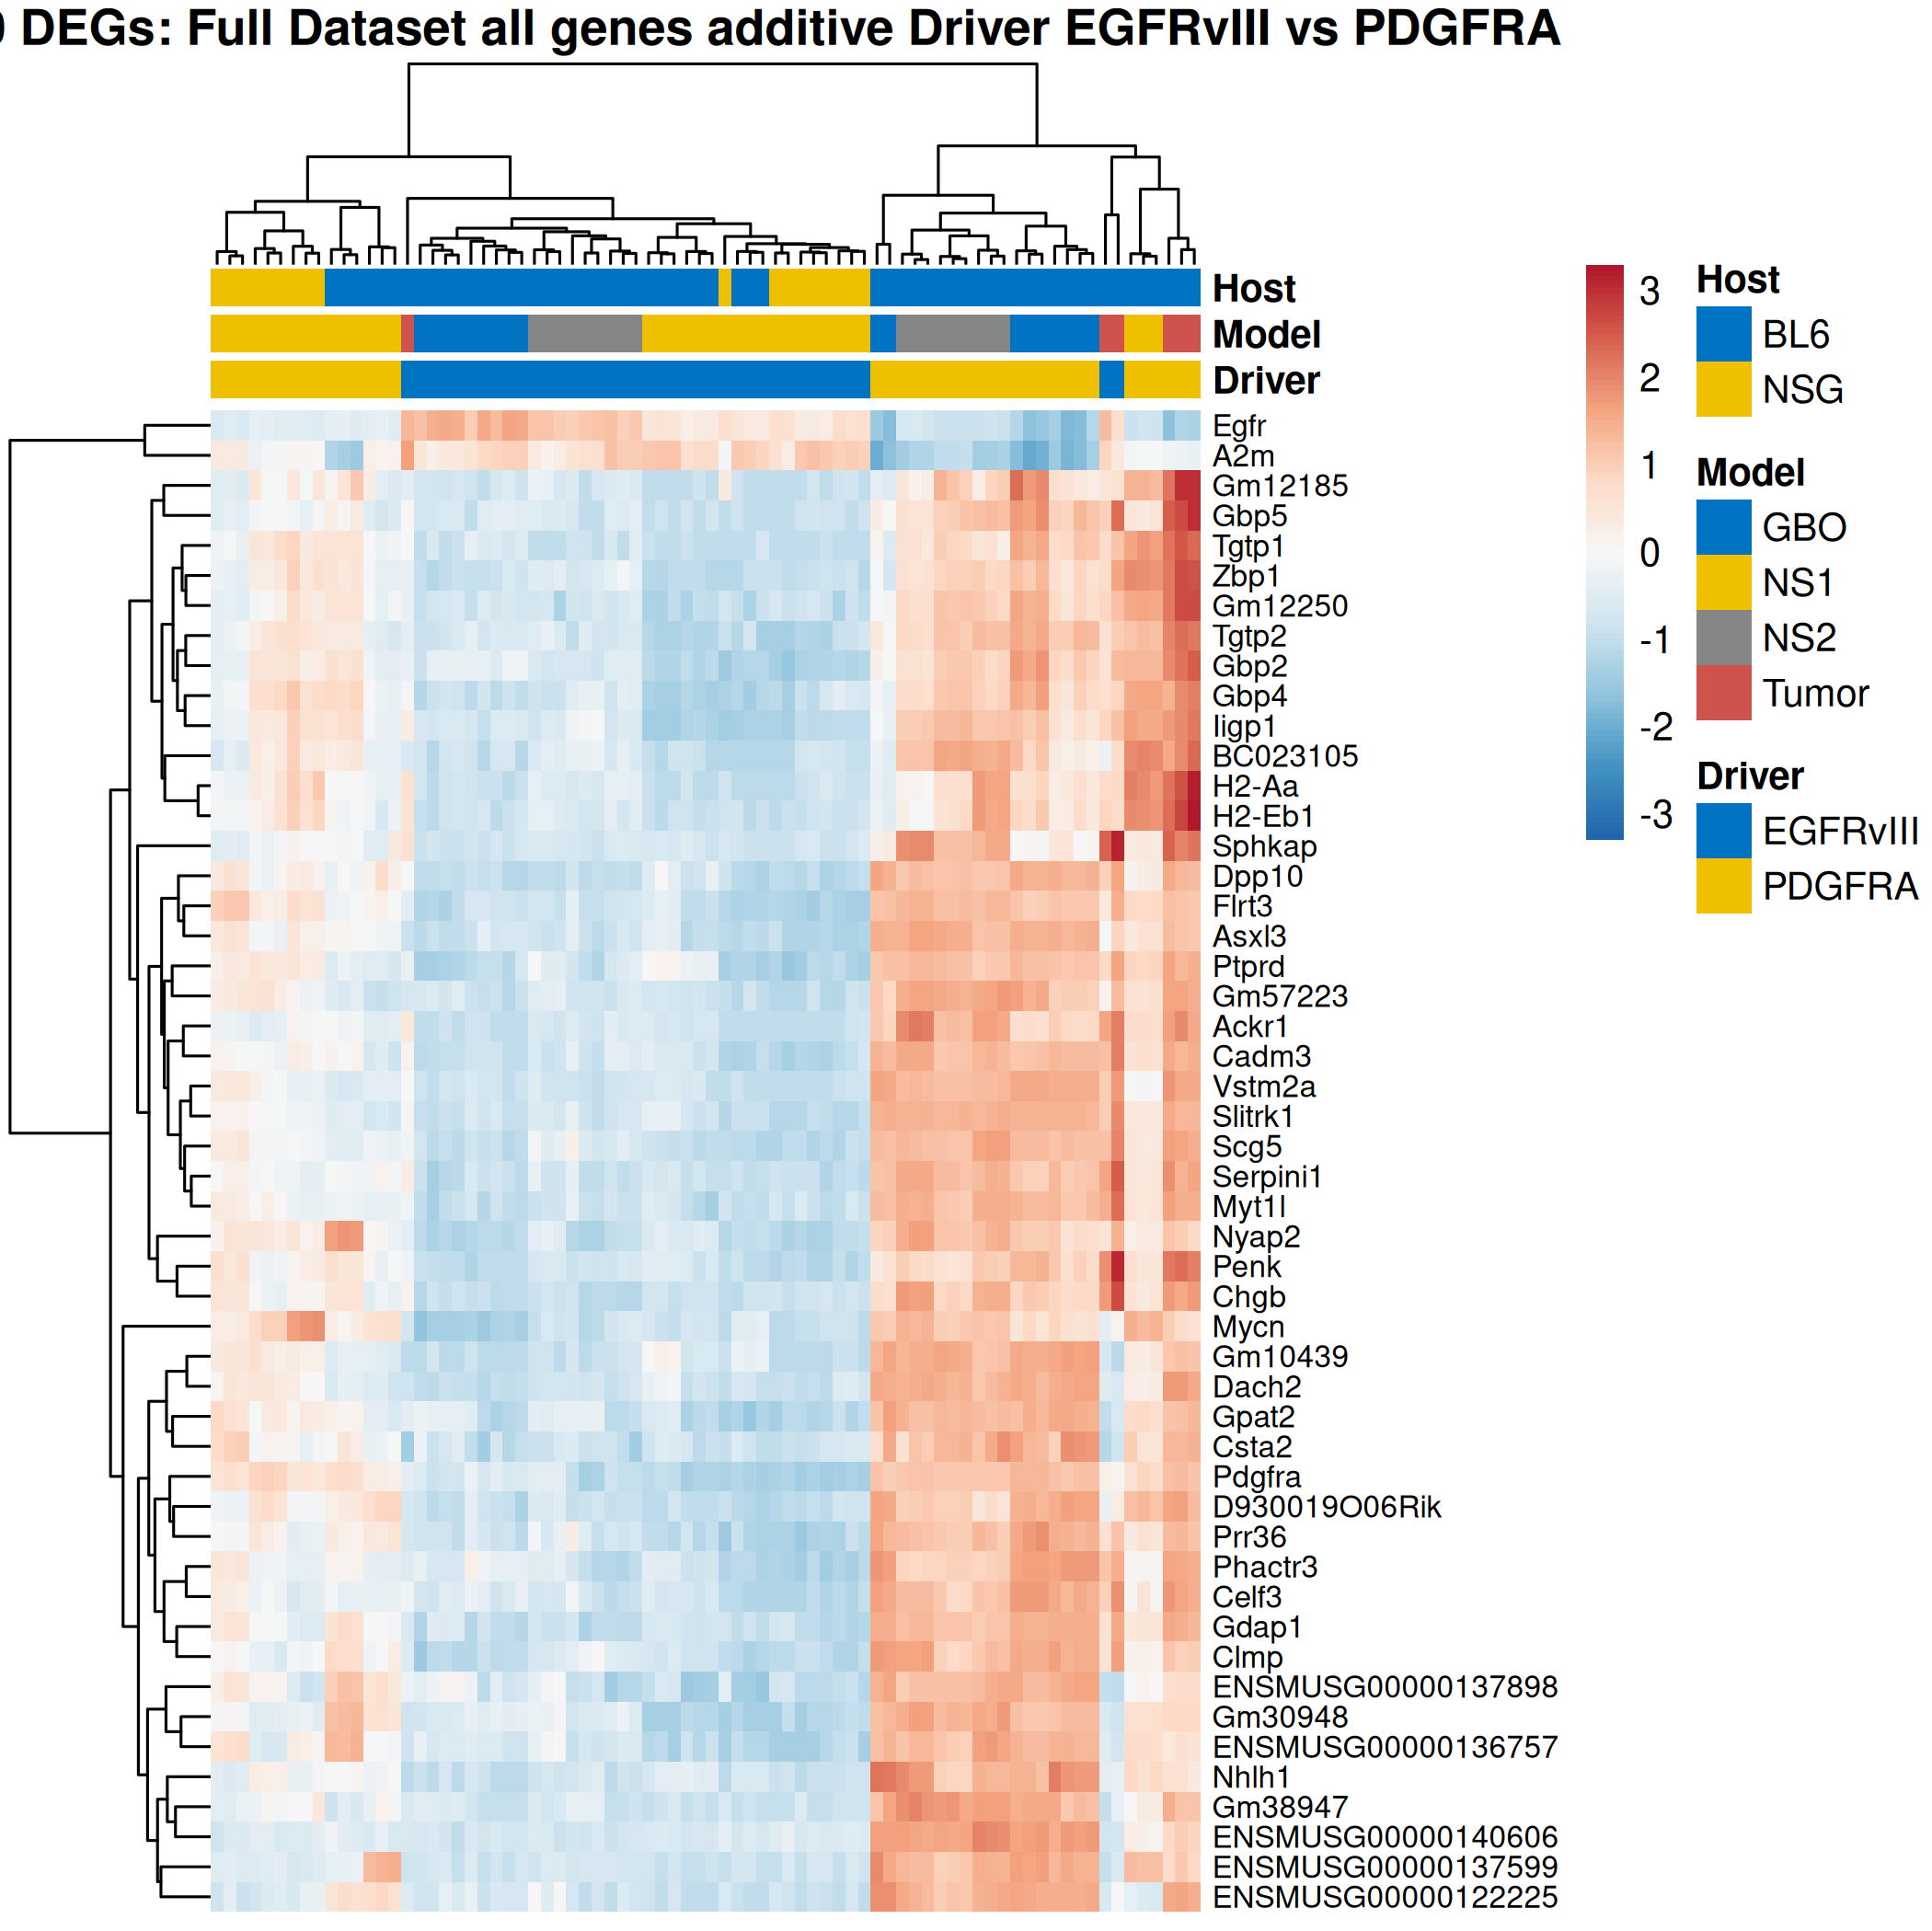 DEGs: Full Dataset all genes additive Driver EGFRvIII vs PDGFRA
Host
Model
Driver
Egfr
A2m
Gm12185
Gbp5
Tgtp1
Zbp1
Gm12250
Tgtp2
Gbp2
Gbp4
Iigp1
BC023105
H2-Aa
H2-Eb1
Sphkap
Dpp10
Flrt3
Asxl3
Ptprd
Gm57223
Ackr1
Cadm3
Vstm2a
Slitrk1
Scg5
Serpini1
Myt1l
Nyap2
Penk
Chgb
Mycn
Gm10439
Dach2
Gpat2
Csta2
Pdgfra
D930019O06Rik
Prr36
Phactr3
Celf3
Gdap1
Clmp
ENSMUSG00000137898
Gm30948
ENSMUSG00000136757
Nhlh1
Gm38947
ENSMUSG00000140606
ENSMUSG00000137599
ENSMUSG00000122225
3
2
1
0
-1
-2
-3
Host
BL6
NSG
Model
GBO
NS1
NS2
Tumor
Driver
EGFRvIII
PDGFRA